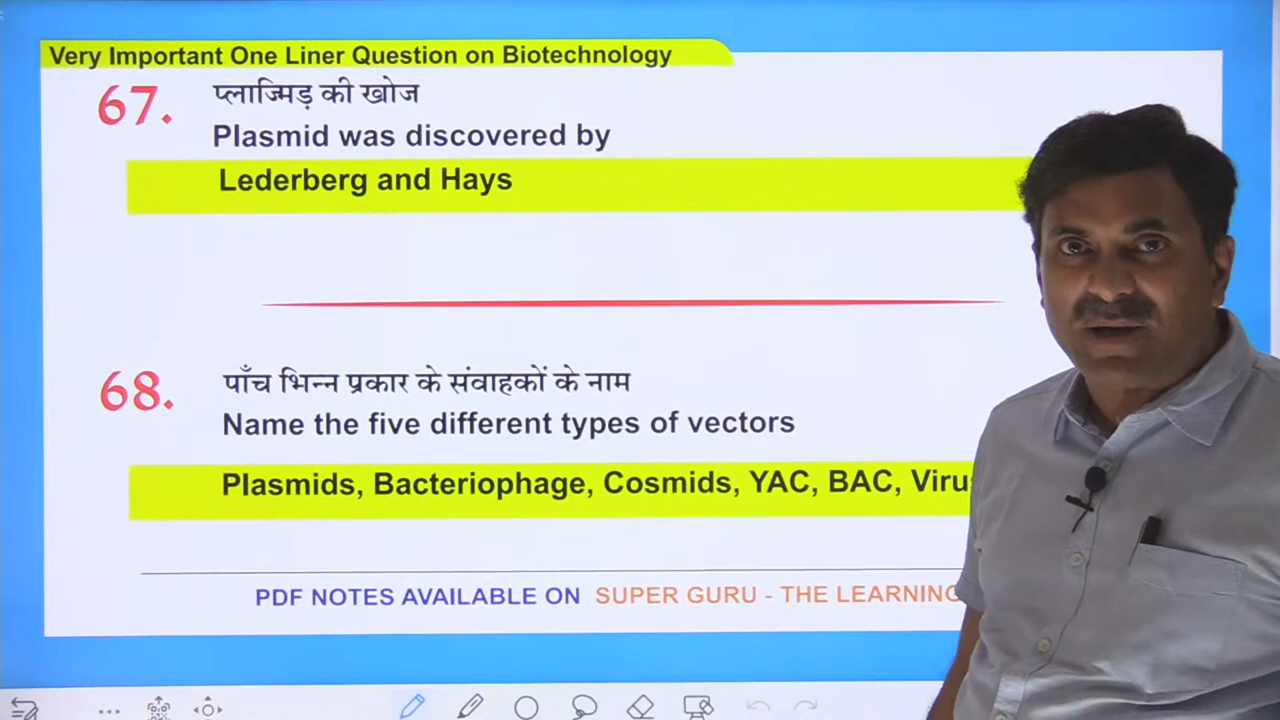 Very Important One Liner Question on Biotechnology
67.
प्लाज्मिड़ की खोज
Plasmid was discovered by
Lederberg and Hays
68.
पाँच भिन्न प्रकार के संवाहकों के नाम
Name the five different types of vectors
Plasmids, Bacteriophage, Cosmids, YAC, BAC,
PDF NOTES AVAILABLE ON SUPER GURU - THE LEARNING